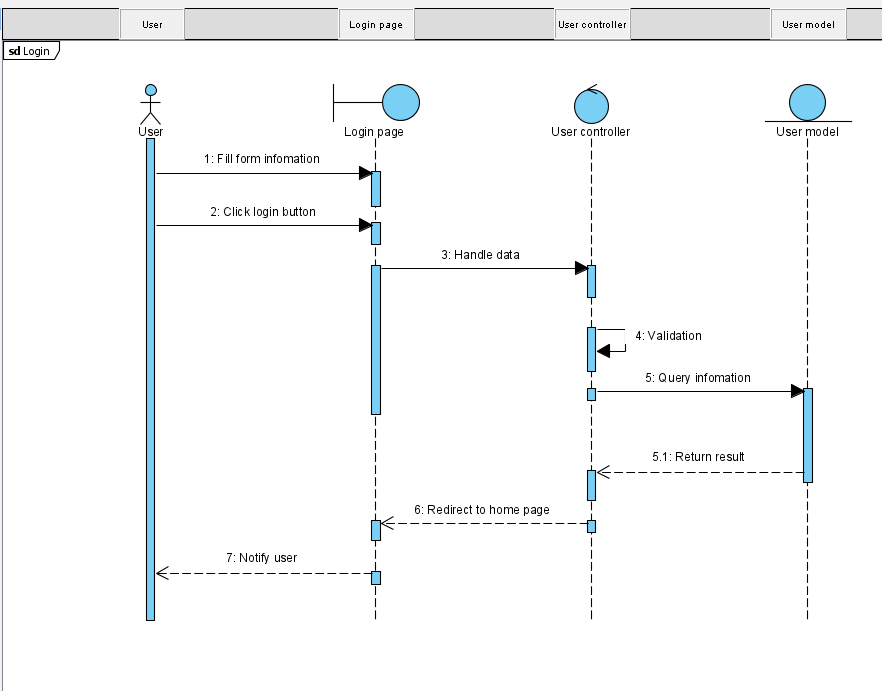 User
Login page
User controller
User model
sd Login
User
Login page
User controller
User model
1: Fill form infomation
2: Click login button
3: Handle data
4: Validation
5: Query infomation
5.1: Return result
6: Redirect to home page
7: Notify user